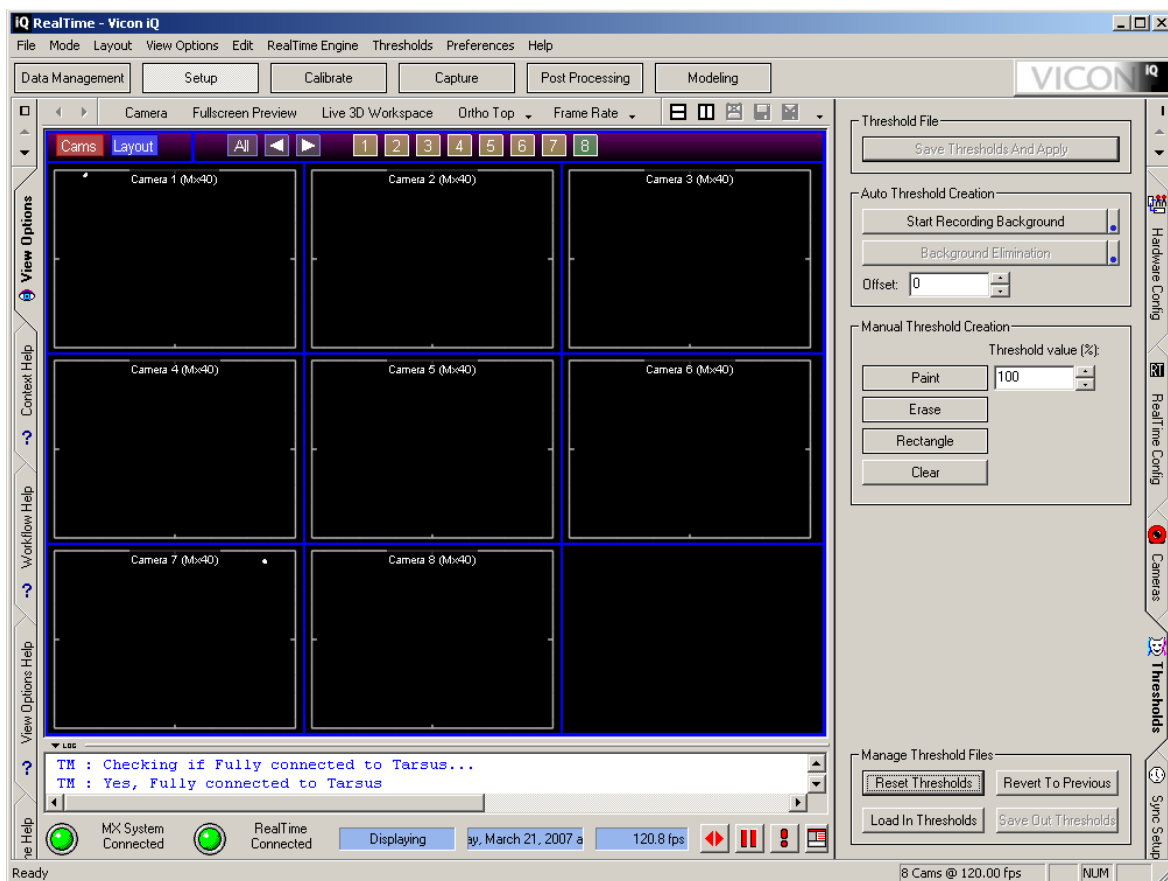 iQ RealTime - Vicon iQ
File Mode Layout View Options Edit RealTime Engine Thresholds Preferences Help
Data Management Setup Calibrate Capture Post Processing Modeling
VICON iQ
Camera Fullscreen Preview Live 3D Workspace Ortho Top Frame Rate
Cams Layout All 1 2 3 4 5 6 7 8
Camera 1 (Mx40) Camera 2 (Mx40) Camera 3 (Mx40)
Camera 4 (Mx40) Camera 5 (Mx40) Camera 6 (Mx40)
Camera 7 (Mx40) Camera 8 (Mx40)
View Options
Context Help
?
Workflow Help
?
View Options Help
?
ne Help
Threshold File
Save Thresholds And Apply
Auto Threshold Creation
Start Recording Background
Background Elimination
Offset: 0
Manual Threshold Creation
Threshold value (%):
Paint 100
Erase
Rectangle
Clear
Manage Threshold Files
Reset Thresholds Revert To Previous
Load In Thresholds Save Out Thresholds
Hardware Config
RT
RealTime Config
Cameras
Thresholds
Sync Setup
LOG
TM : Checking if Fully connected to Tarsus...
TM : Yes, Fully connected to Tarsus
MX System Connected
RealTime Connected
Displaying
ay, March 21, 2007 a
120.8 fps
Ready
8 Cams @ 120.00 fps NUM